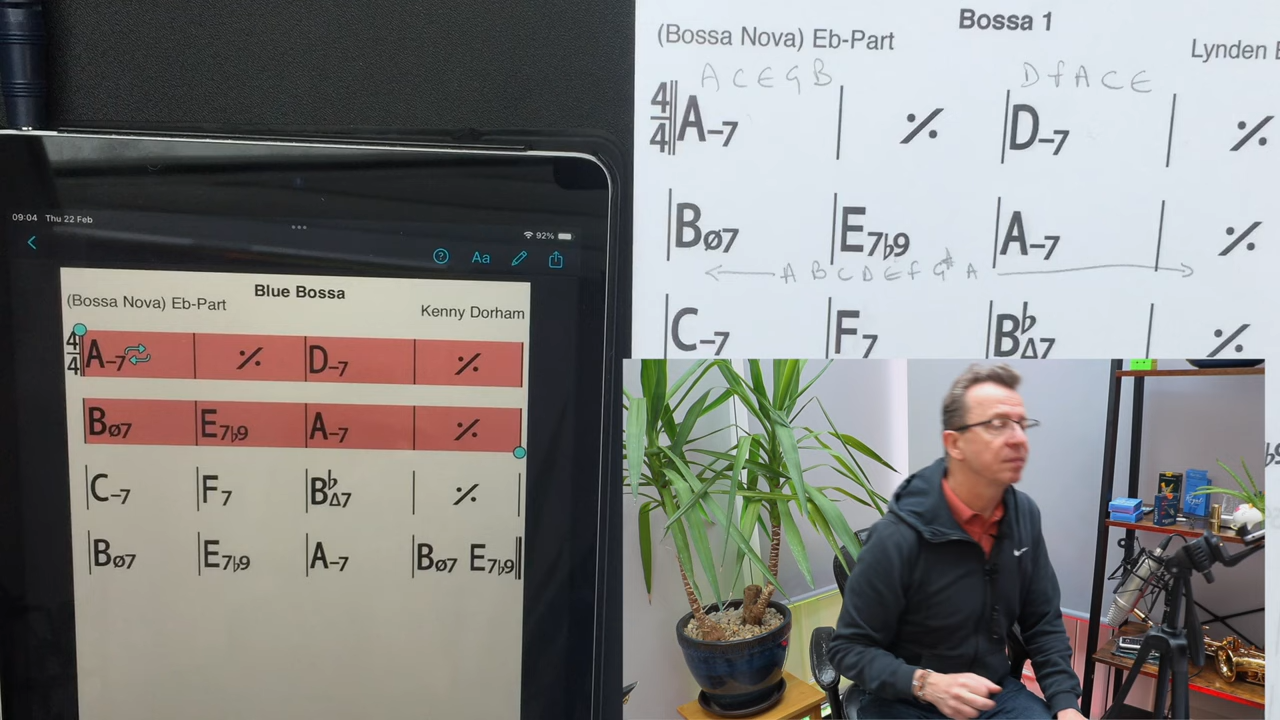 09:04 Thu 22 Feb
92%
Aa
Blue Bossa
(Bossa Nova) Eb-Part
Kenny Dorham
4/4 A–7 | 𝄎 | D–7 | 𝄎
Bø7 | E7♭9 | A–7 | 𝄎
C–7 | F7 | B♭Δ7 | 𝄎
Bø7 | E7♭9 | A–7 | Bø7 E7♭9
Bossa 1
(Bossa Nova) Eb-Part
Lynden
A C E G B
D F A C E
4/4 A–7 | 𝄎 | D–7 | 𝄎
Bø7 | E7♭9 | A–7 | 𝄎
A B C D E F G# A
C–7 | F7 | B♭Δ7 | 𝄎